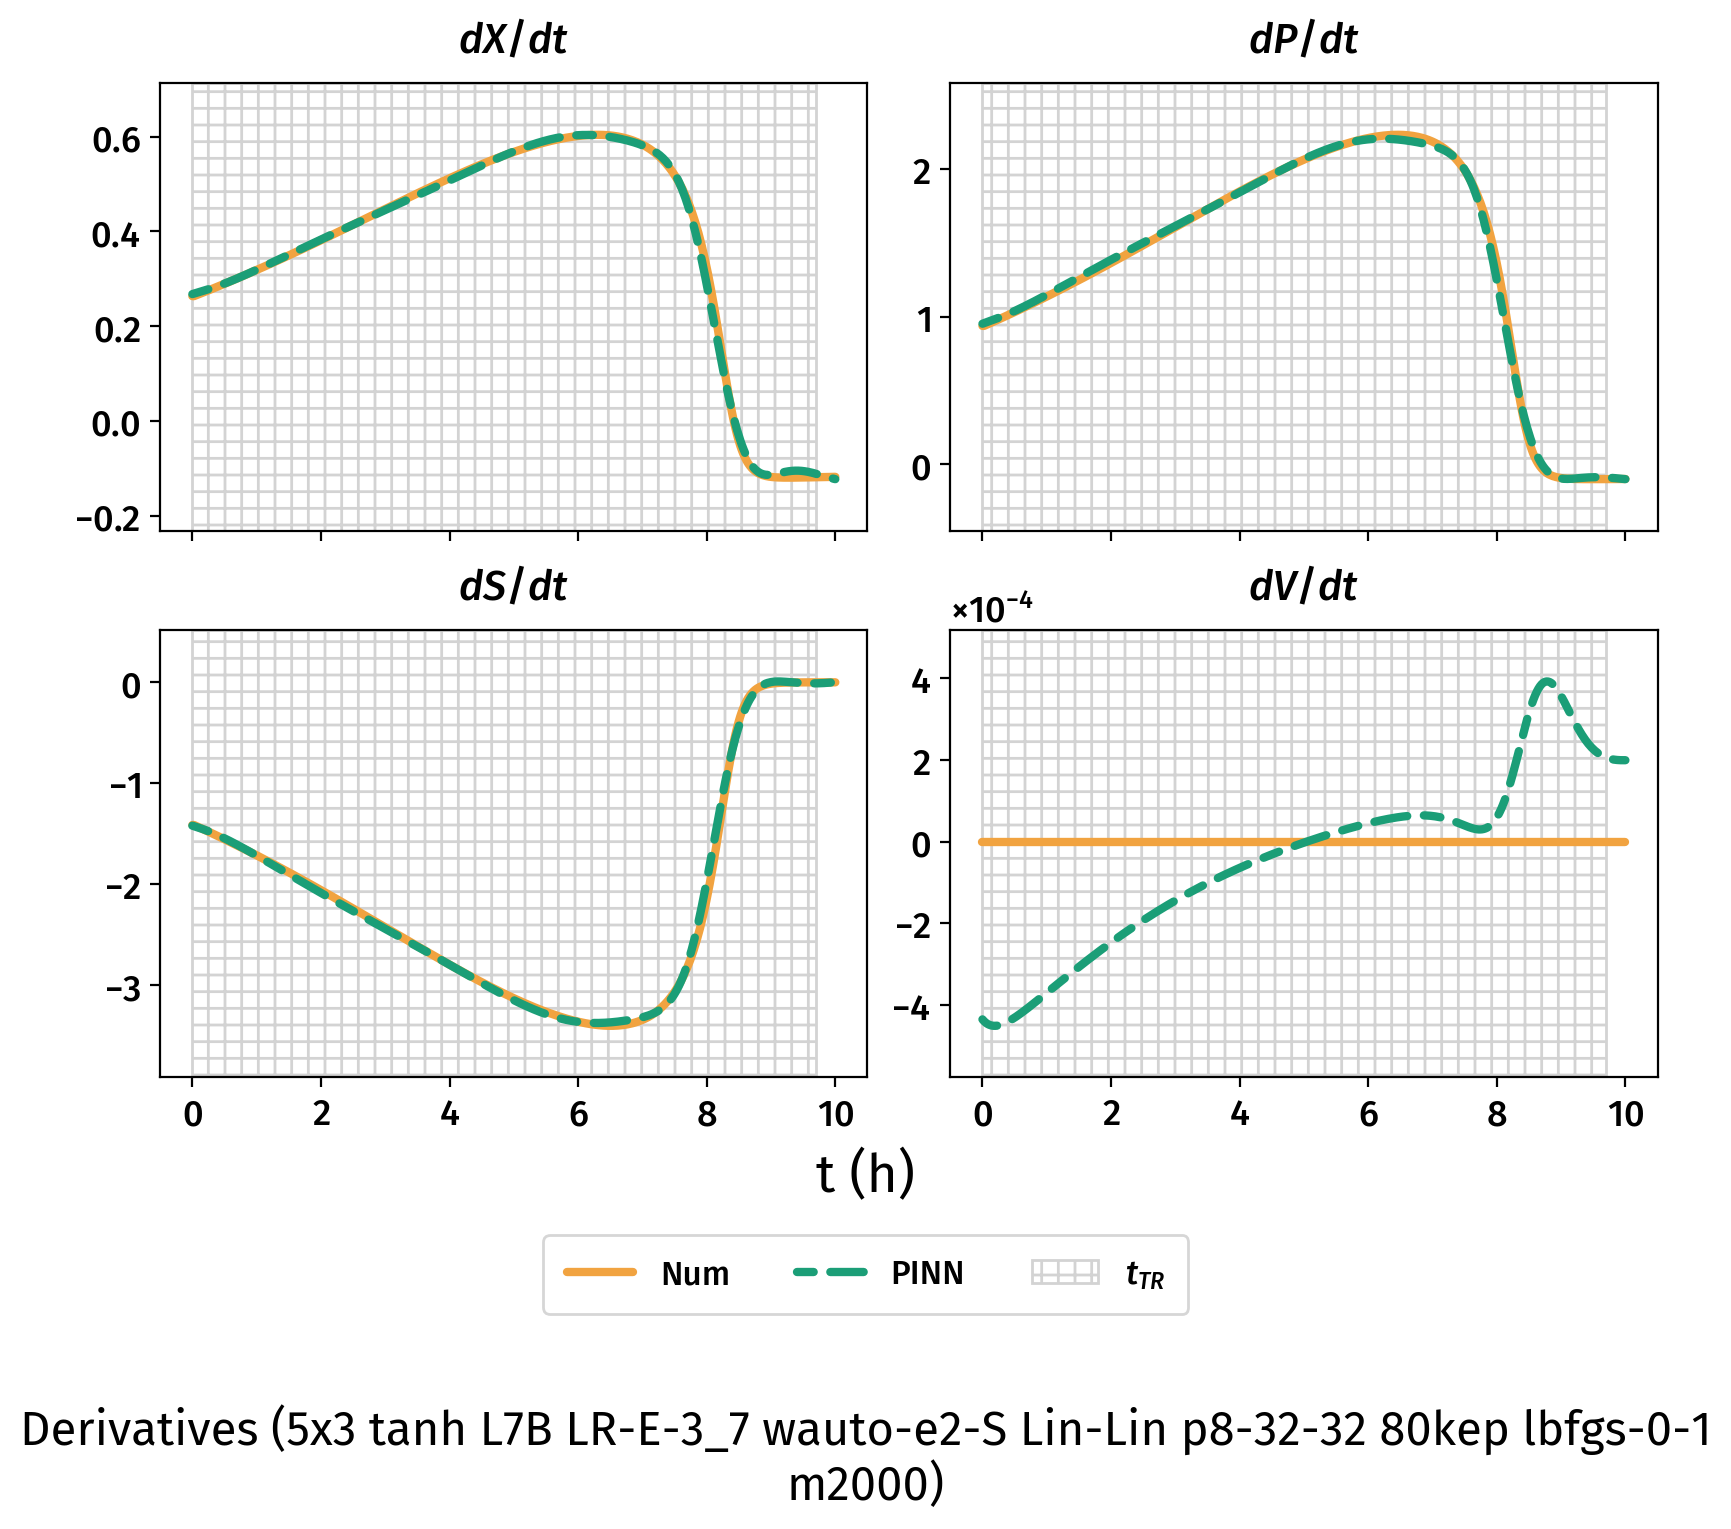 dX/dt
dP/dt
0.6
0.4
0.2
0.0
−0.2
2
1
0
dS/dt
dV/dt
×10⁻⁴
0
−1
−2
−3
4
2
0
−2
−4
0 2 4 6 8 10
0 2 4 6 8 10
t (h)
Num PINN t_TR
Derivatives (5x3 tanh L7B LR-E-3_7 wauto-e2-S Lin-Lin p8-32-32 80kep lbfgs-0-1
m2000)